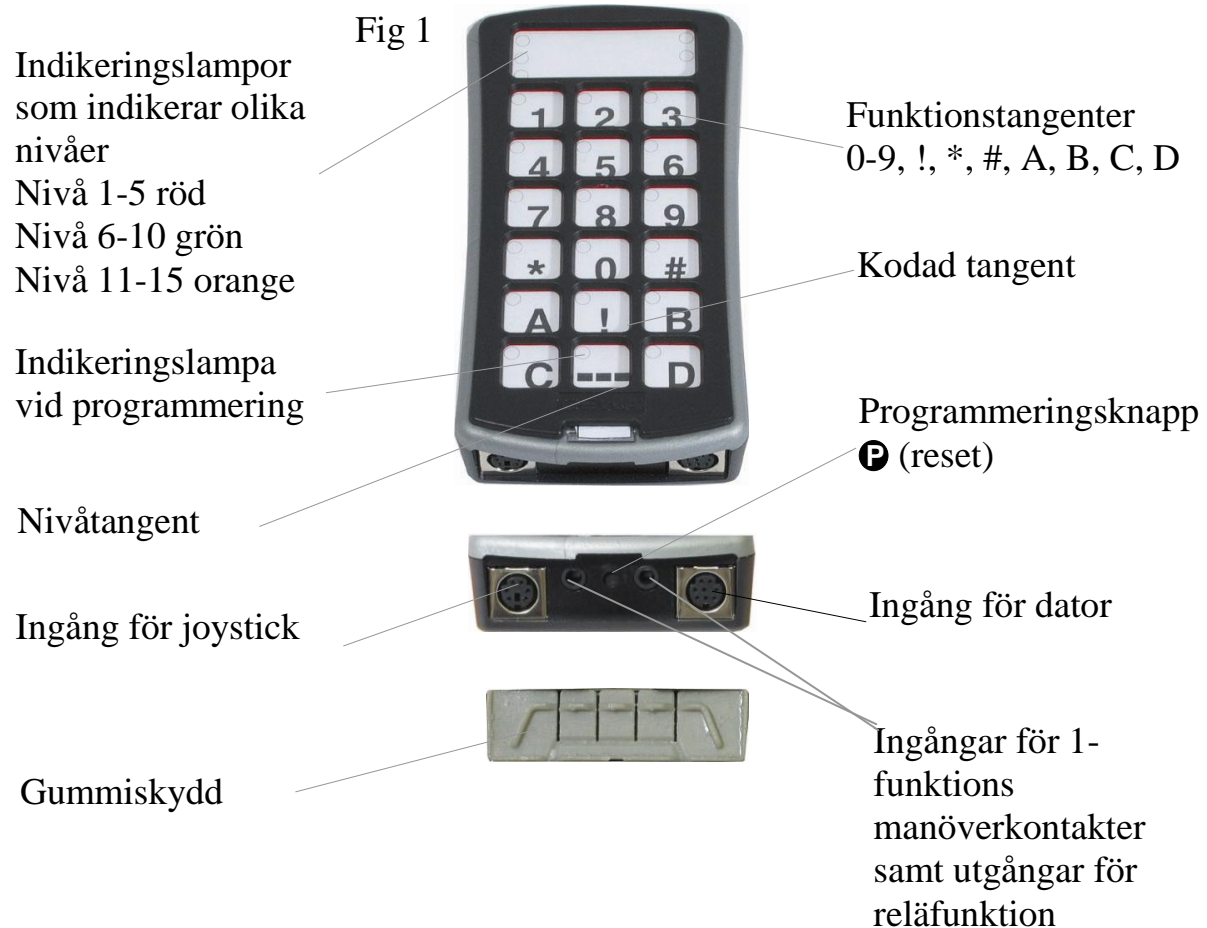 Fig 1
Indikeringslampor
som indikerar olika
nivåer
Nivå 1-5 röd
Nivå 6-10 grön
Nivå 11-15 orange
Indikeringslampa
vid programmering
Nivåtangent
Ingång för joystick
Gummiskydd
1 2 3
4 5 6
7 8 9
* 0 #
A ! B
C --- D
Funktionstangenter
0-9, !, *, #, A, B, C, D
Kodad tangent
Programmeringsknapp
P (reset)
Ingång för dator
Ingångar för 1-
funktions
manöverkontakter
samt utgångar för
reläfunktion